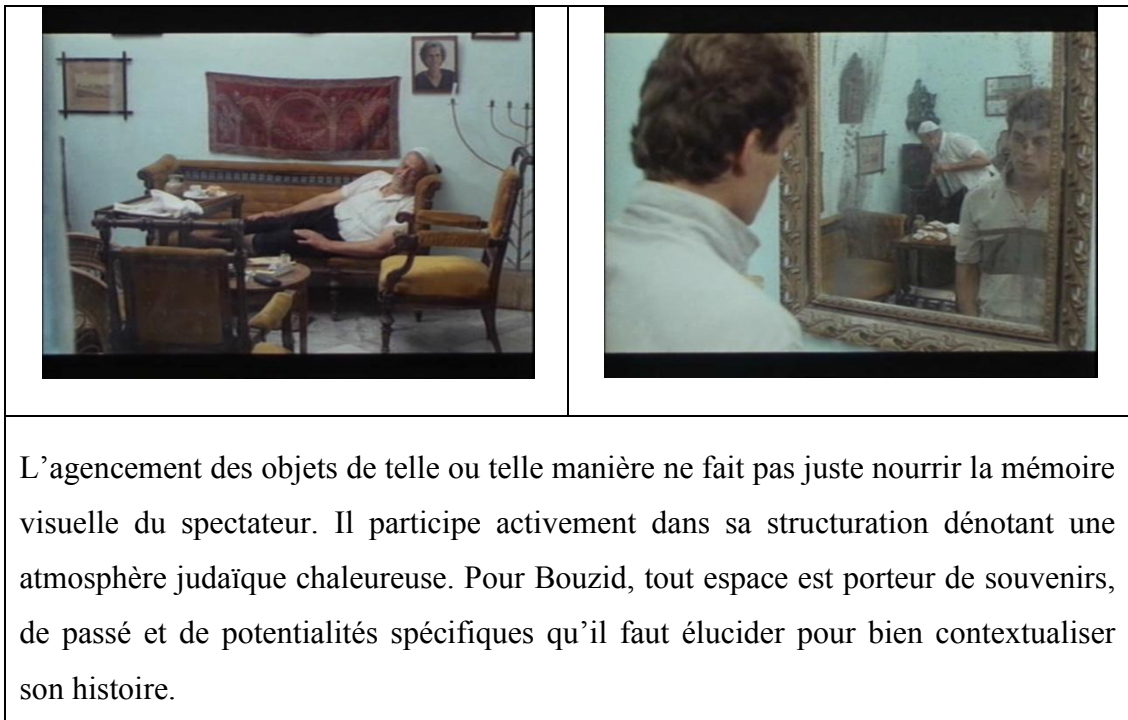 L’agencement des objets de telle ou telle manière ne fait pas juste nourrir la mémoire
visuelle du spectateur. Il participe activement dans sa structuration dénotant une
atmosphère judaïque chaleureuse. Pour Bouzid, tout espace est porteur de souvenirs,
de passé et de potentialités spécifiques qu’il faut élucider pour bien contextualiser
son histoire.